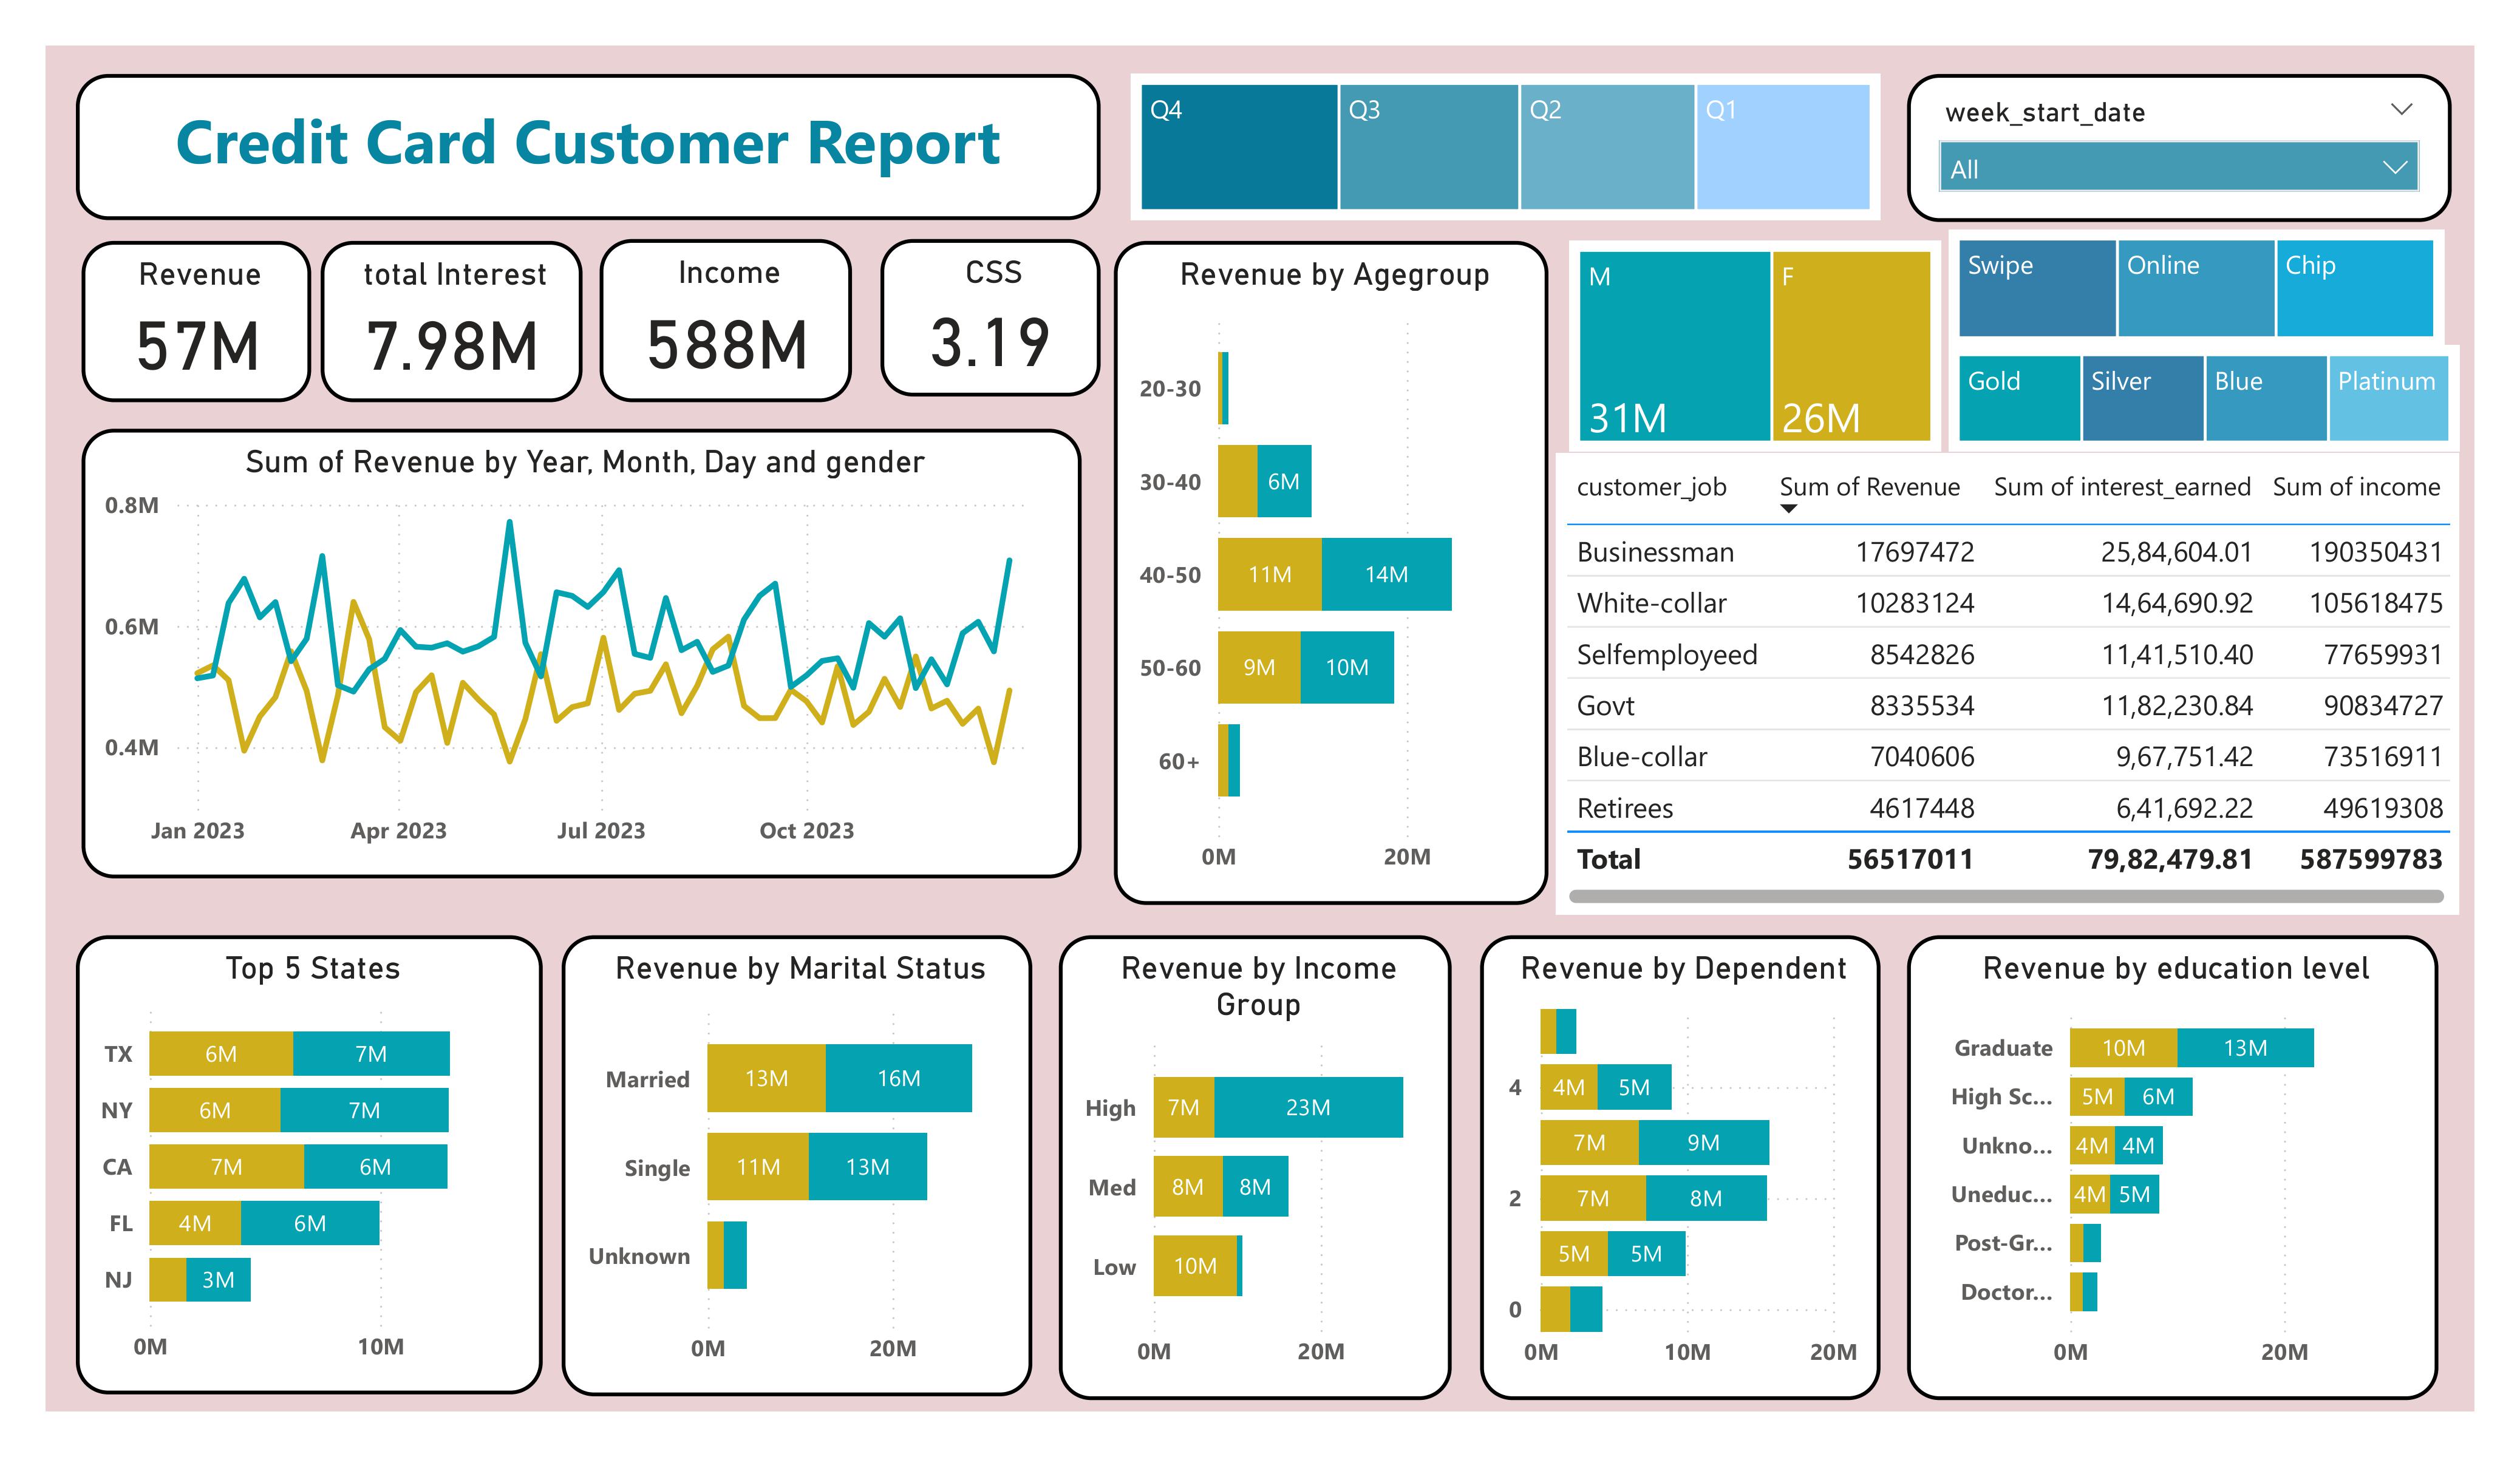 Credit Card Customer Report
Q4
Q3
Q2
Q1
week_start_date
All
Revenue
57M
total Interest
7.98M
Income
588M
CSS
3.19
Sum of Revenue by Year, Month, Day and gender
0.8M
0.6M
0.4M
Jan 2023 Apr 2023 Jul 2023 Oct 2023
Revenue by Agegroup
20-30
30-40 6M
40-50 11M 14M
50-60 9M 10M
60+
0M 20M
M
31M
F
26M
Swipe Online Chip
Gold Silver Blue Platinum
customer_job Sum of Revenue Sum of interest_earned Sum of income
Businessman 17697472 25,84,604.01 190350431
White-collar 10283124 14,64,690.92 105618475
Selfemployeed 8542826 11,41,510.40 77659931
Govt 8335534 11,82,230.84 90834727
Blue-collar 7040606 9,67,751.42 73516911
Retirees 4617448 6,41,692.22 49619308
Total 56517011 79,82,479.81 587599783
Top 5 States
TX 6M 7M
NY 6M 7M
CA 7M 6M
FL 4M 6M
NJ 3M
0M 10M
Revenue by Marital Status
Married 13M 16M
Single 11M 13M
Unknown
0M 20M
Revenue by Income
Group
High 7M 23M
Med 8M 8M
Low 10M
0M 20M
Revenue by Dependent
4 4M 5M
7M 9M
2 7M 8M
5M 5M
0
0M 10M 20M
Revenue by education level
Graduate 10M 13M
High Sc... 5M 6M
Unkno... 4M 4M
Uneduc... 4M 5M
Post-Gr...
Doctor...
0M 20M